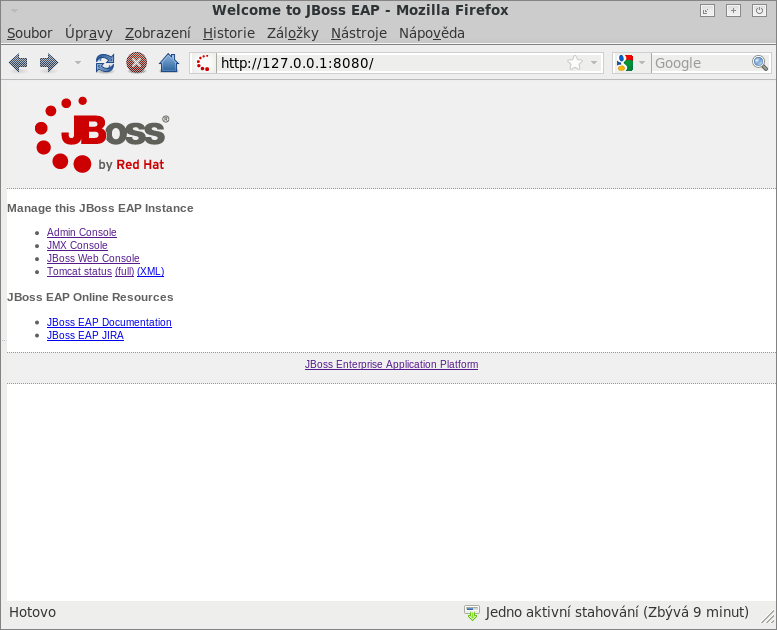 Welcome to JBoss EAP - Mozilla Firefox
Soubor Úpravy Zobrazení Historie Záložky Nástroje Nápověda
http://127.0.0.1:8080/ Google
JBoss®
by Red Hat
Manage this JBoss EAP Instance
Admin Console
JMX Console
JBoss Web Console
Tomcat status (full) (XML)
JBoss EAP Online Resources
JBoss EAP Documentation
JBoss EAP JIRA
JBoss Enterprise Application Platform
Hotovo Jedno aktivní stahování (Zbývá 9 minut)